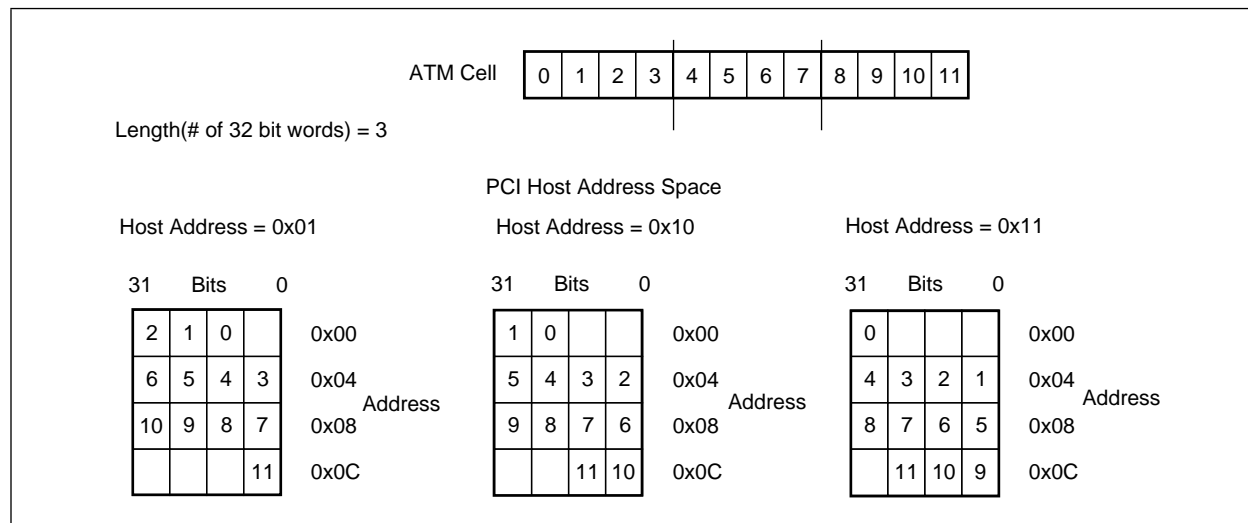 ATM Cell 0 1 2 3 4 5 6 7 8 9 10 11
Length(# of 32 bit words) = 3
PCI Host Address Space
Host Address = 0x01 Host Address = 0x10 Host Address = 0x11
31 Bits 0 31 Bits 0 31 Bits 0
2 1 0 0x00 1 0 0x00 0 0x00
6 5 4 3 0x04 5 4 3 2 0x04 4 3 2 1 0x04
Address Address Address
10 9 8 7 0x08 9 8 7 6 0x08 8 7 6 5 0x08
11 0x0C 11 10 0x0C 11 10 9 0x0C